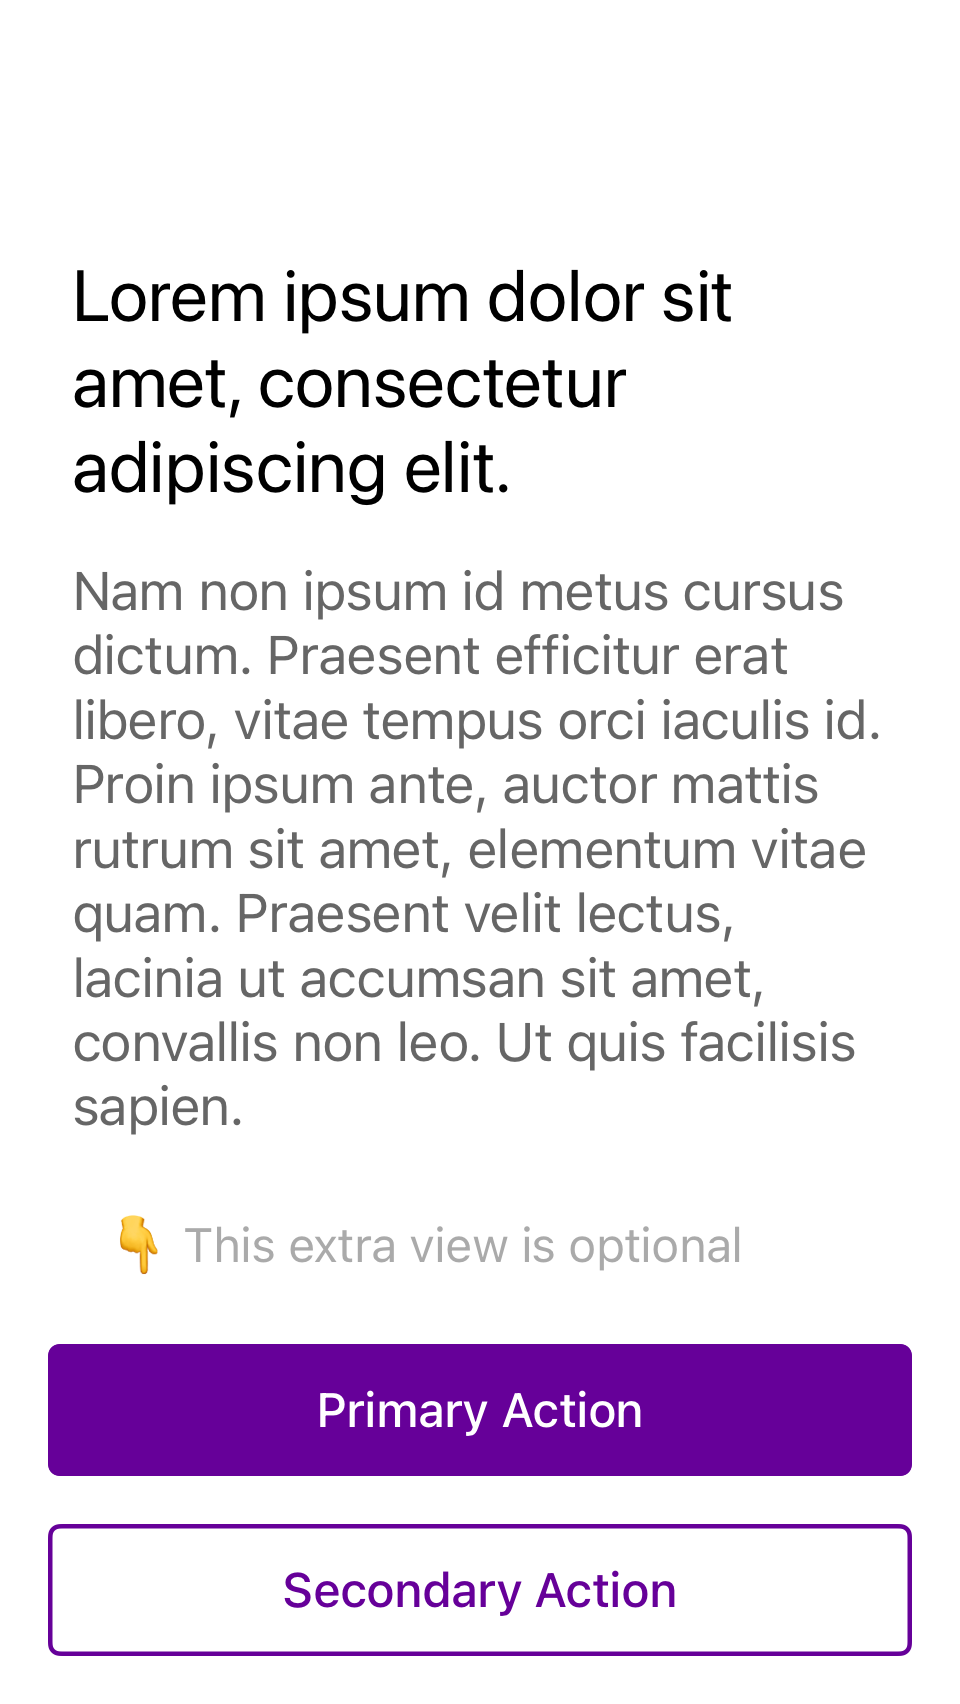 Lorem ipsum dolor sit
amet, consectetur
adipiscing elit.
Nam non ipsum id metus cursus
dictum. Praesent efficitur erat
libero, vitae tempus orci iaculis id.
Proin ipsum ante, auctor mattis
rutrum sit amet, elementum vitae
quam. Praesent velit lectus,
lacinia ut accumsan sit amet,
convallis non leo. Ut quis facilisis
sapien.
👇 This extra view is optional
Primary Action
Secondary Action